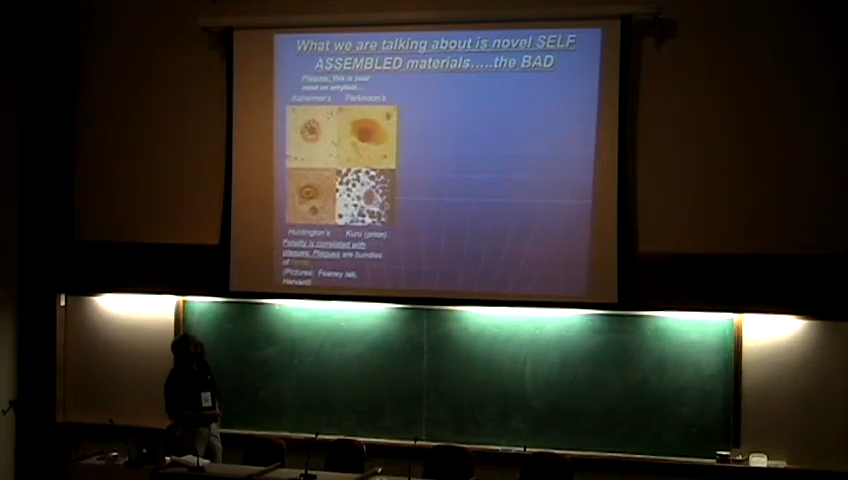 What we are talking about is novel SELF
ASSEMBLED materials.....the BAD
Plaques, this is your
mind on amyloid...
Alzheimer's Parkinson's
Huntington's Kuru (prion)
Fatality is correlated with
plaques. Plaques are bundles
of
(Pictures: Feaney lab,
Harvard)